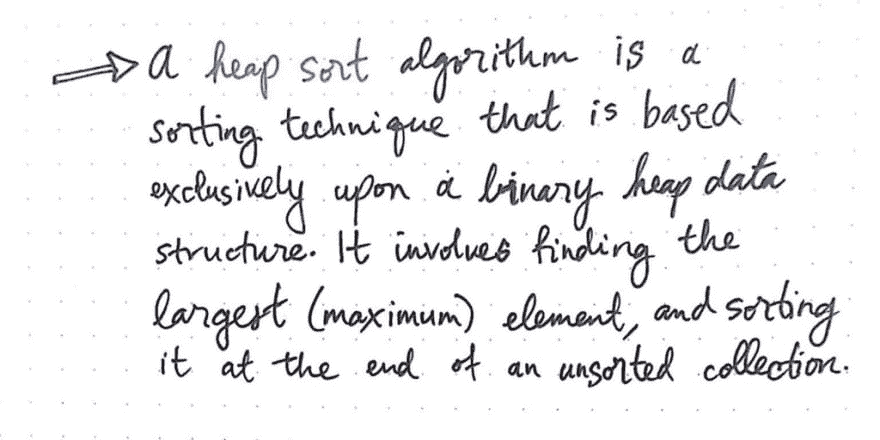 ⇒ a heap sort algorithm is a
sorting technique that is based
exclusively upon a binary heap data
structure. It involves finding the
largest (maximum) element, and sorting
it at the end of an unsorted collection.